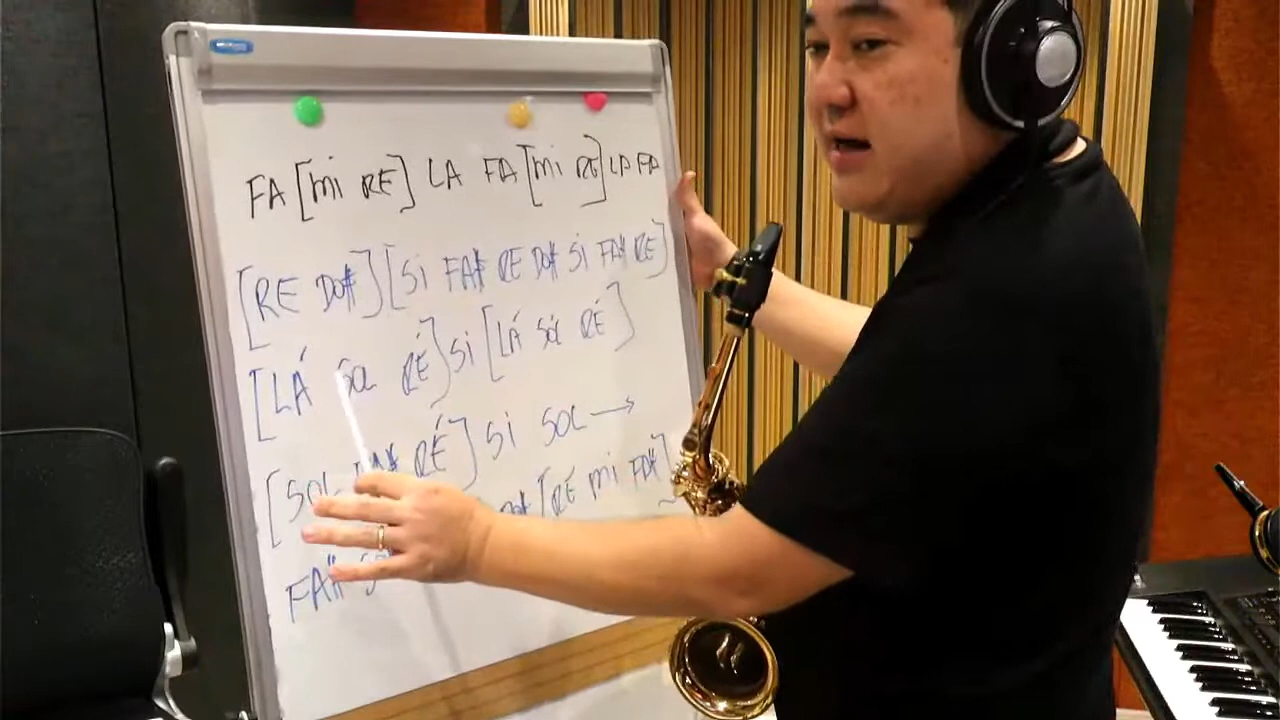 FA [mi RE] LA FA [mi RE] LA FA
[RE DO#] [Si FA# RE DO# Si FA# RE]
[LÁ SOL RÉ] Si [LÁ SOL RÉ]
[SOL RÉ] Si SOL →
[RÉ mi FA#]
FA#